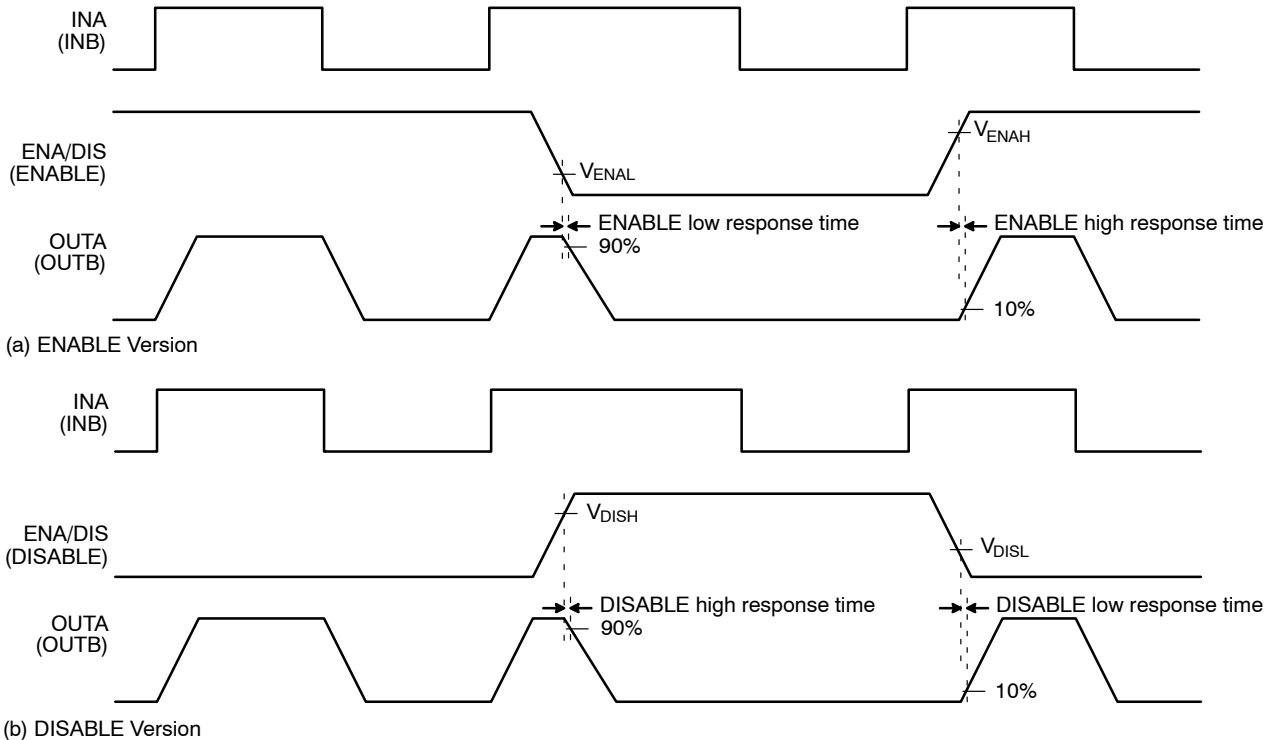 INA
(INB)
ENA/DIS
(ENABLE)
VENAL
VENAH
ENABLE low response time
ENABLE high response time
OUTA
(OUTB)
90%
10%
(a) ENABLE Version
INA
(INB)
ENA/DIS
(DISABLE)
VDISH
VDISL
DISABLE high response time
DISABLE low response time
OUTA
(OUTB)
90%
10%
(b) DISABLE Version